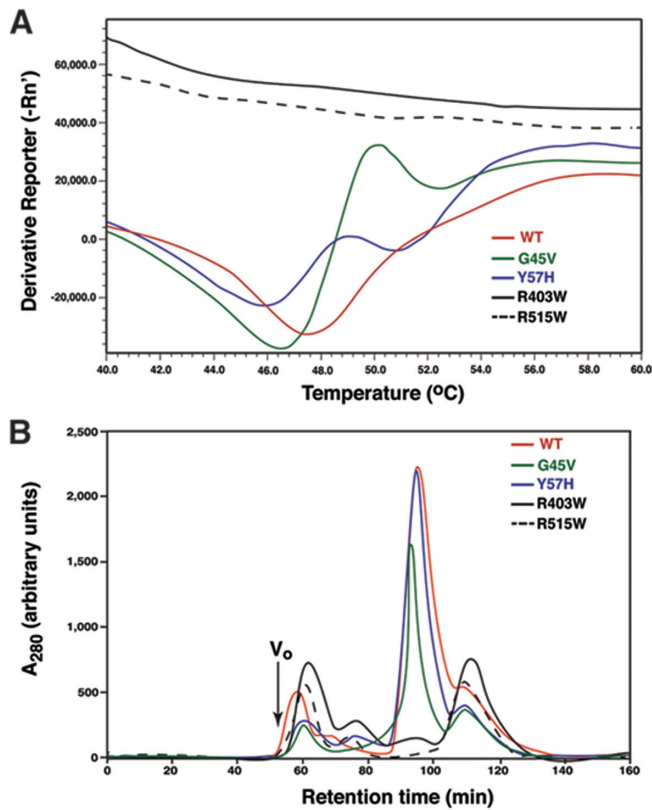 A
Derivative Reporter (-Rn')
60,000.0
40,000.0
20,000.0
0.0
-20,000.0
WT
G45V
Y57H
R403W
R515W
40.0 42.0 44.0 46.0 48.0 50.0 52.0 54.0 56.0 58.0 60.0
Temperature (ºC)
B
A280 (arbitrary units)
2,500
2,000
1,500
1,000
500
0
Vo
WT
G45V
Y57H
R403W
R515W
0 20 40 60 80 100 120 140 160
Retention time (min)